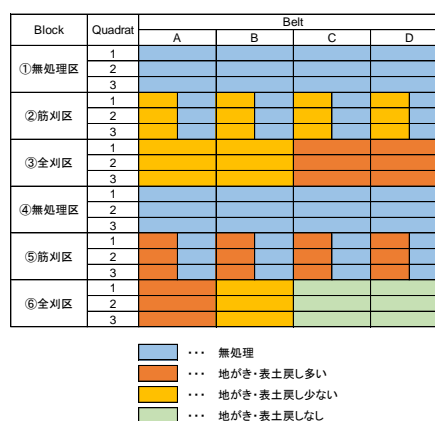 Block Quadrat Belt
A B C D
①無処理区 1
2
3
②筋刈区 1
2
3
③全刈区 1
2
3
④無処理区 1
2
3
⑤筋刈区 1
2
3
⑥全刈区 1
2
3
･･･ 無処理
･･･ 地がき・表土戻し多い
･･･ 地がき・表土戻し少ない
･･･ 地がき・表土戻しなし